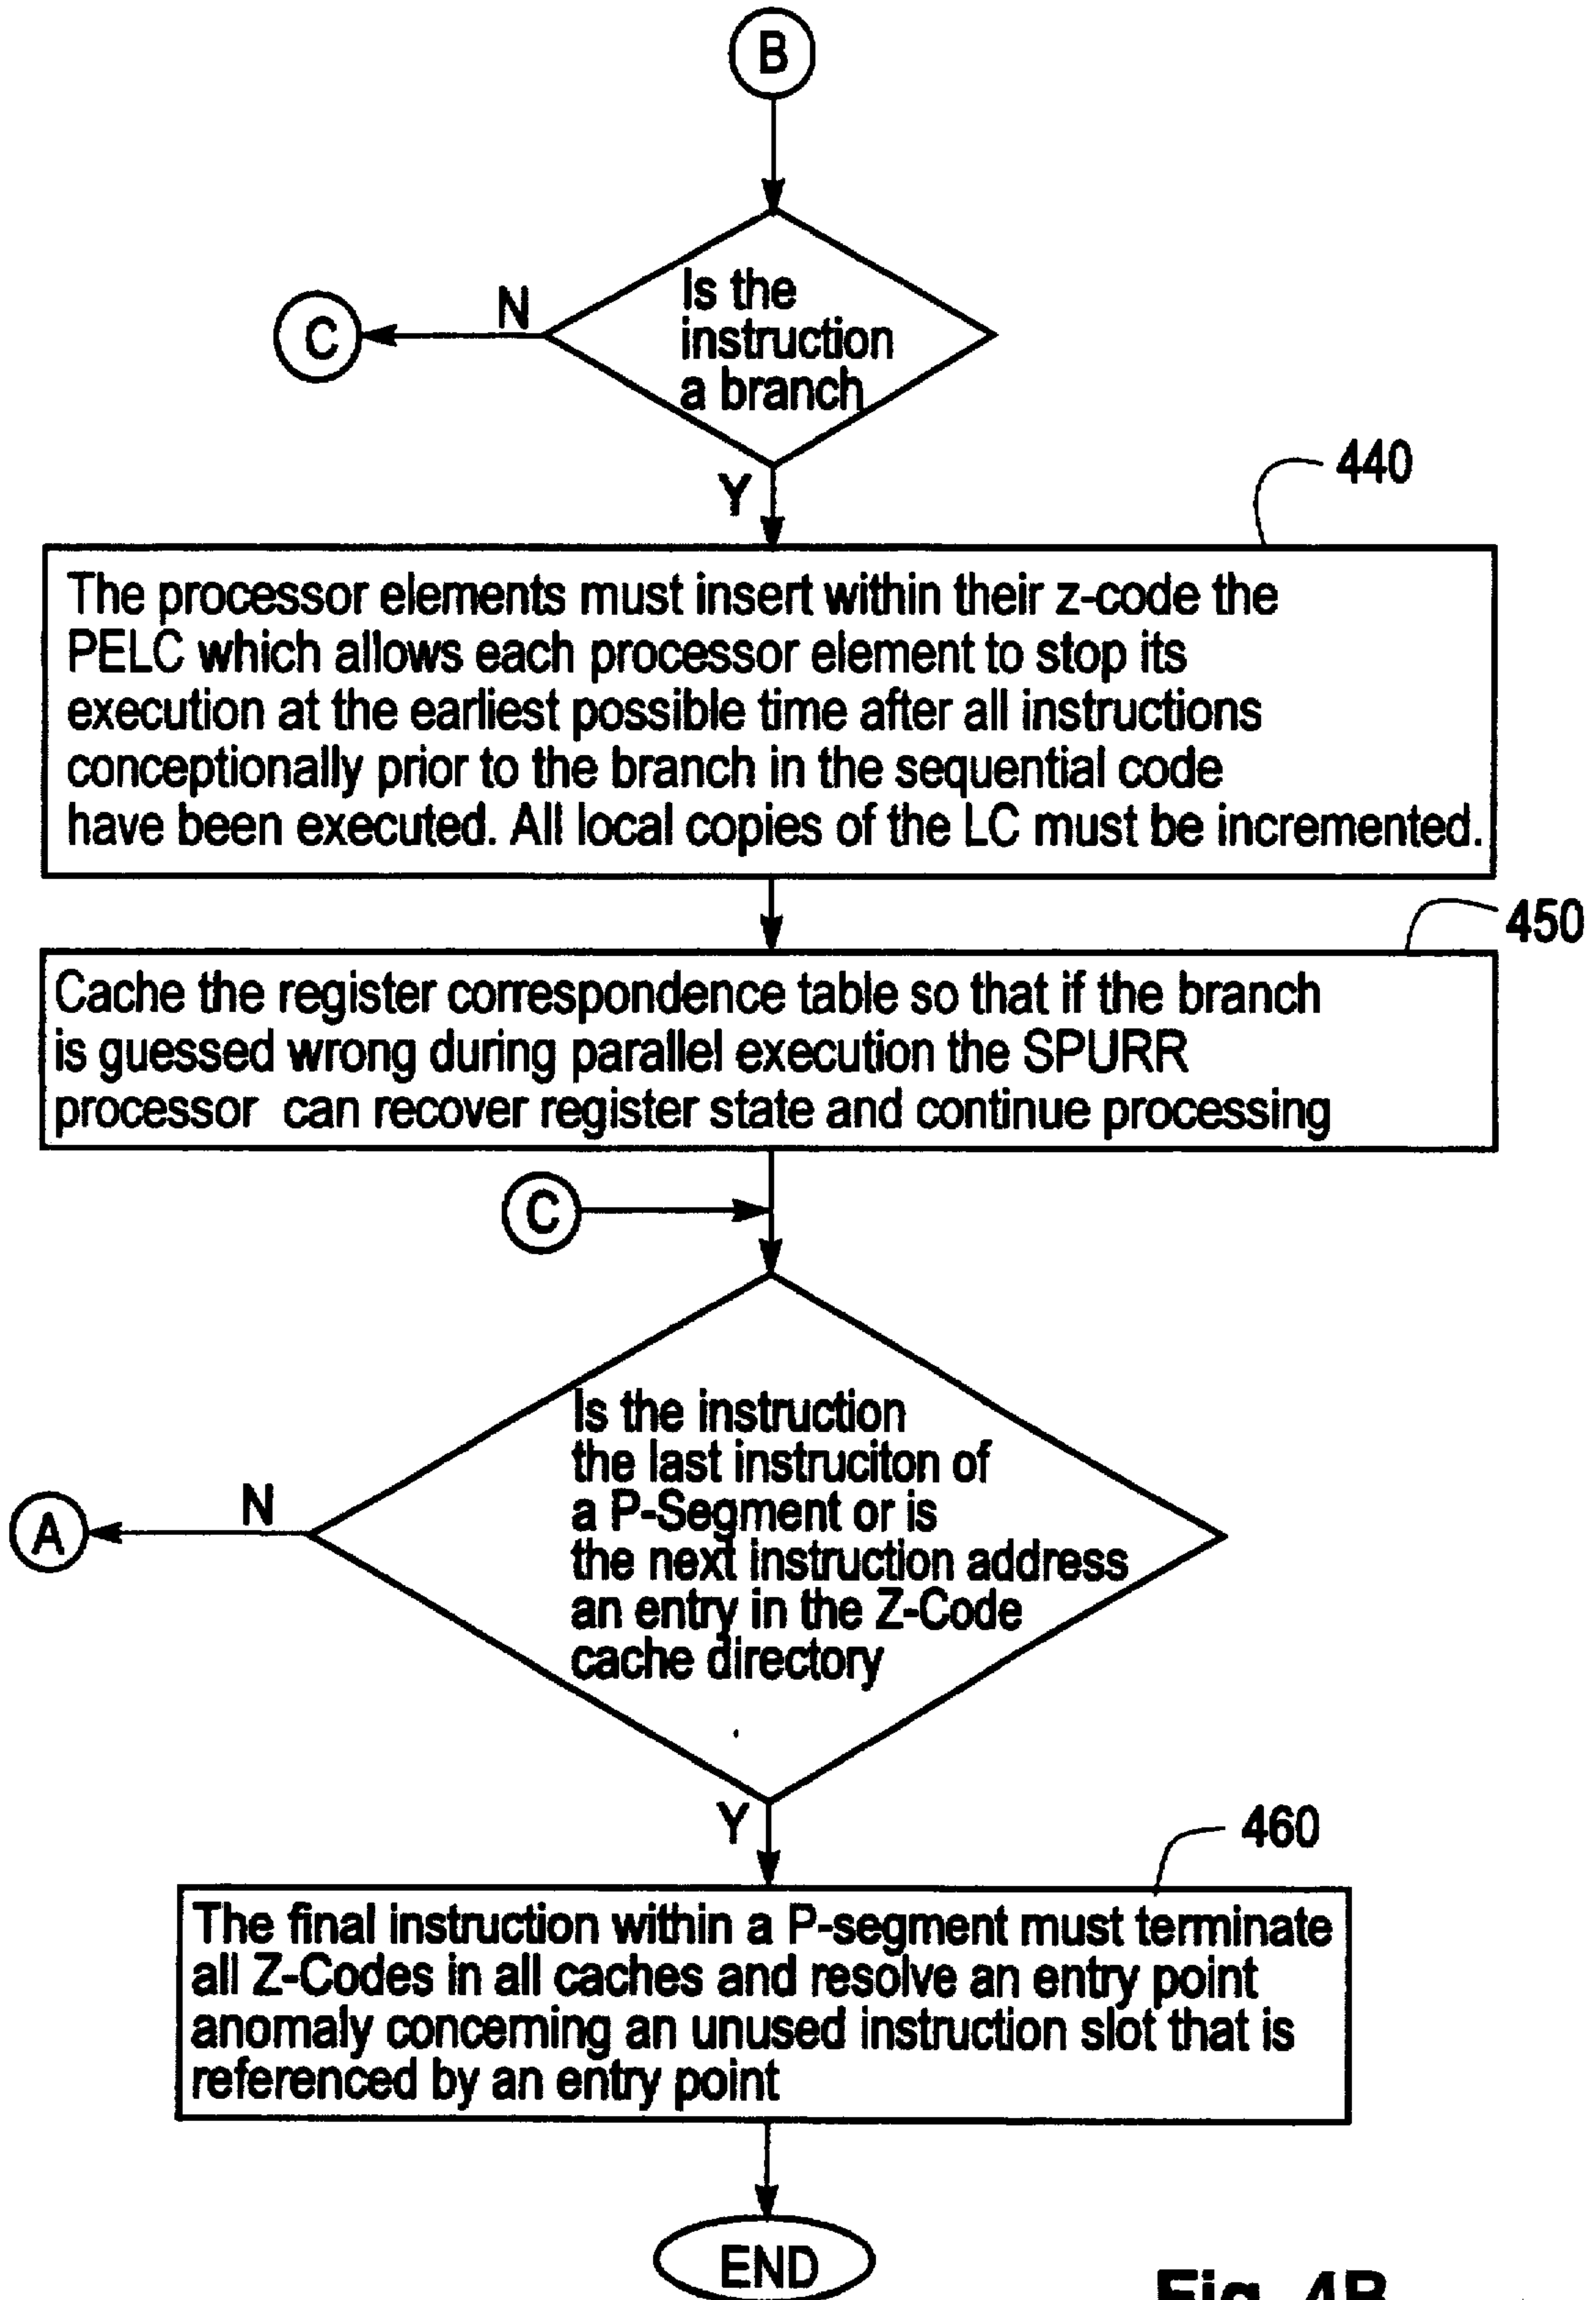 B
Is the
instruction
a branch
N
C
Y
440
The processor elements must insert within their z-code the
PELC which allows each processor element to stop its
execution at the earliest possible time after all instructions
conceptionally prior to the branch in the sequential code
have been executed. All local copies of the LC must be incremented.
450
Cache the register correspondence table so that if the branch
is guessed wrong during parallel execution the SPURR
processor can recover register state and continue processing
C
Is the instruction
the last instruciton of
a P-Segment or is
the next instruction address
an entry in the Z-Code
cache directory
N
A
Y
460
The final instruction within a P-segment must terminate
all Z-Codes in all caches and resolve an entry point
anomaly concerning an unused instruction slot that is
referenced by an entry point
END
Fig. 4B